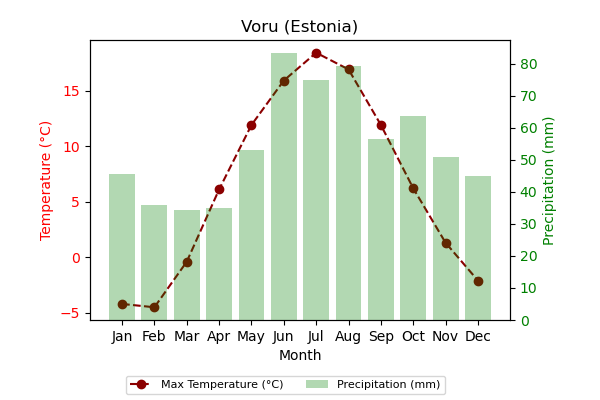 Voru (Estonia)
Temperature (°C)
15
10
5
0
−5
80
70
60
50
40
30
20
10
0
Precipitation (mm)
Jan Feb Mar Apr May Jun Jul Aug Sep Oct Nov Dec
Month
Max Temperature (°C) Precipitation (mm)